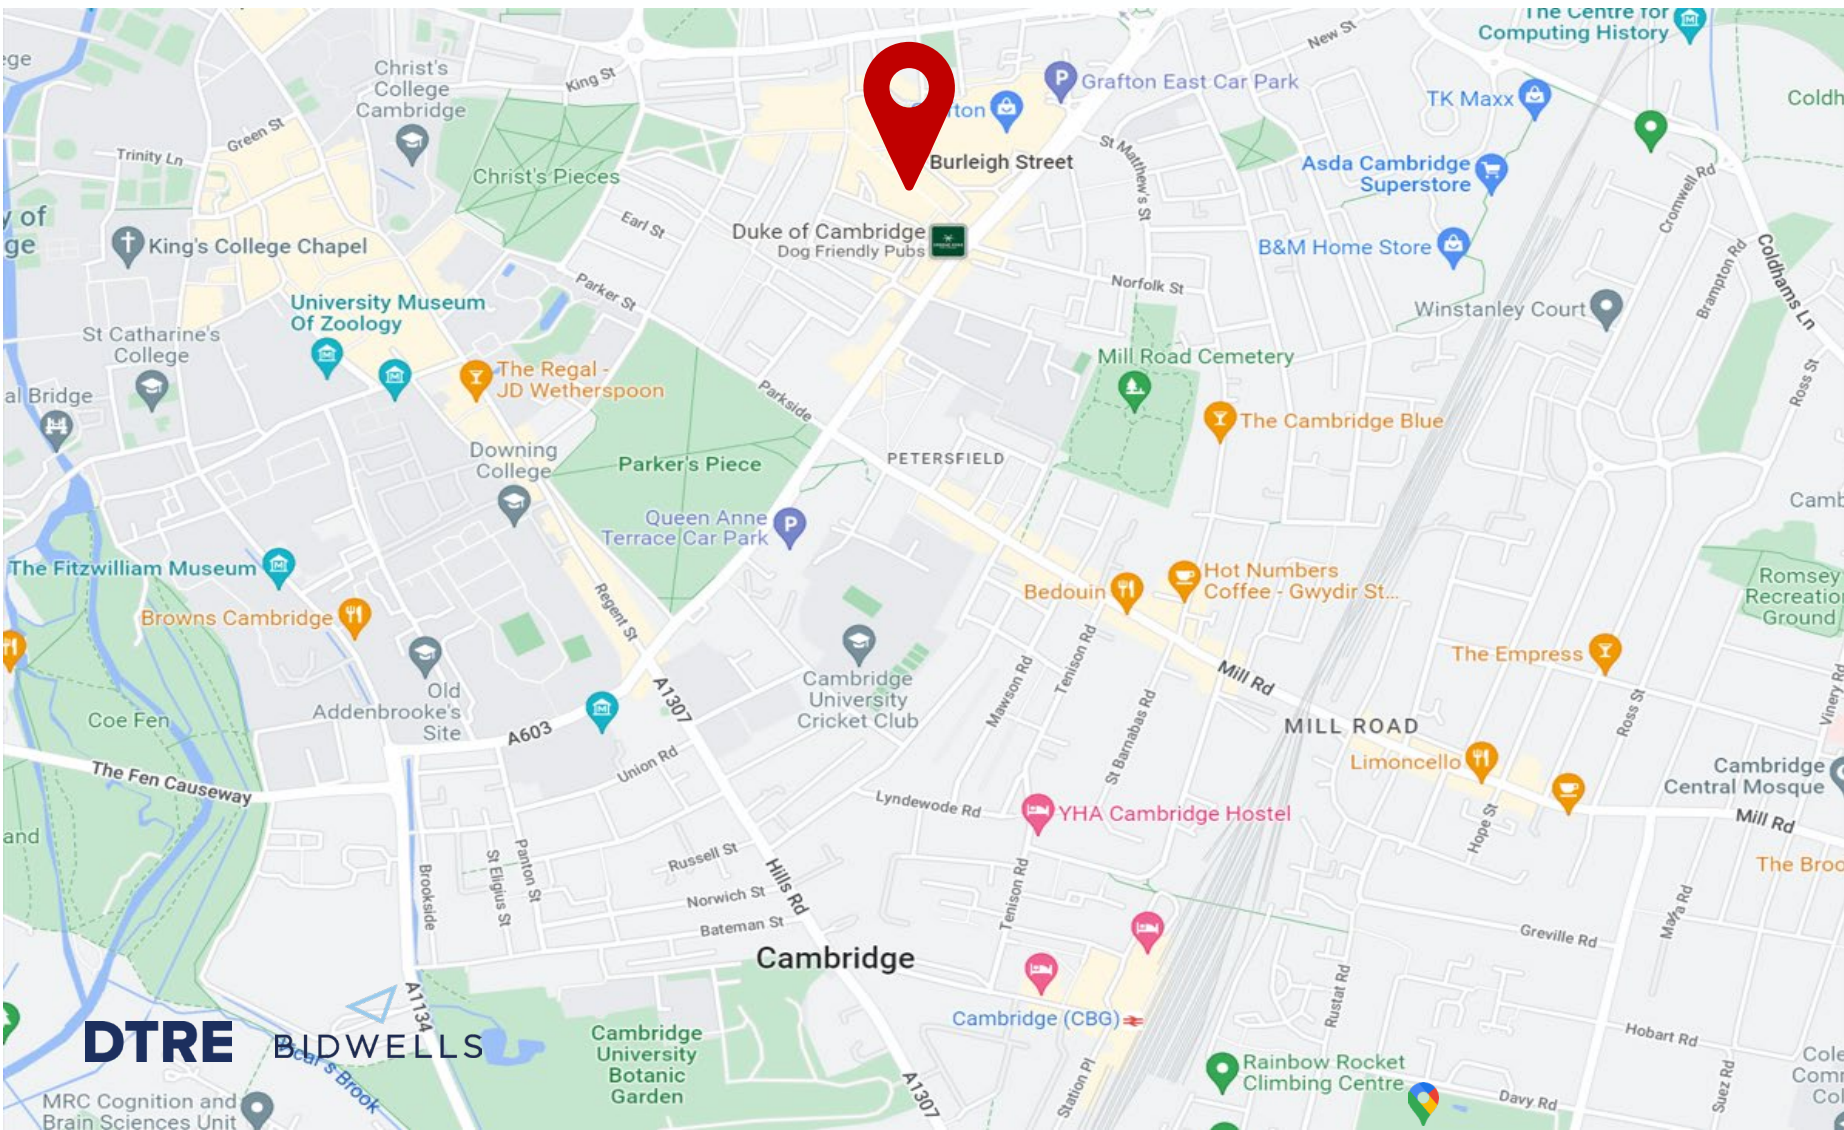 The Centre for
Computing History
New St
ege
Christ's
College
Cambridge
King St
Grafton East Car Park
TK Maxx
Coldh
rton
Green St
Trinity Ln
Christ's Pieces
Burleigh Street
St Matthew's St
Asda Cambridge
Superstore
Cromwell Rd
y of
ge
King's College Chapel
Earl St
Duke of Cambridge
Dog Friendly Pubs
B&M Home Store
Brampton Rd
Coldhams Ln
Parker St
Norfolk St
University Museum
Of Zoology
Winstanley Court
St Catharine's
College
The Regal -
JD Wetherspoon
Mill Road Cemetery
Ross St
al Bridge
Parkside
The Cambridge Blue
Downing
College
Parker's Piece
PETERSFIELD
Camb
Queen Anne
Terrace Car Park
The Fitzwilliam Museum
Bedouin
Hot Numbers
Coffee - Gwydir St...
Romsey
Recreation
Ground
Browns Cambridge
Regent St
Tenison Rd
Mawson Rd
Mill Rd
The Empress
Old
Addenbrooke's
Site
Coe Fen
A1307
Cambridge
University
Cricket Club
St Barnabas Rd
MILL ROAD
Ross St
Vinery Rd
A603
Union Rd
Limoncello
Cambridge
Central Mosque
The Fen Causeway
Lyndewode Rd
YHA Cambridge Hostel
Hope St
Mill Rd
and
The Broo
Russell St
Panton St
St Eligius St
Brookside
Hills Rd
Norwich St
Bateman St
Tenison Rd
Greville Rd
Cambridge
Rustat Rd
A1134
Cambridge (CBG)
Hobart Rd
DTRE
BIDWELLS
Cambridge
University
Botanic
Garden
A1307
Station Pl
Rainbow Rocket
Climbing Centre
Davy Rd
Suez Rd
Cole
Com
Col
MRC Cognition and
Brain Sciences Unit
Brook